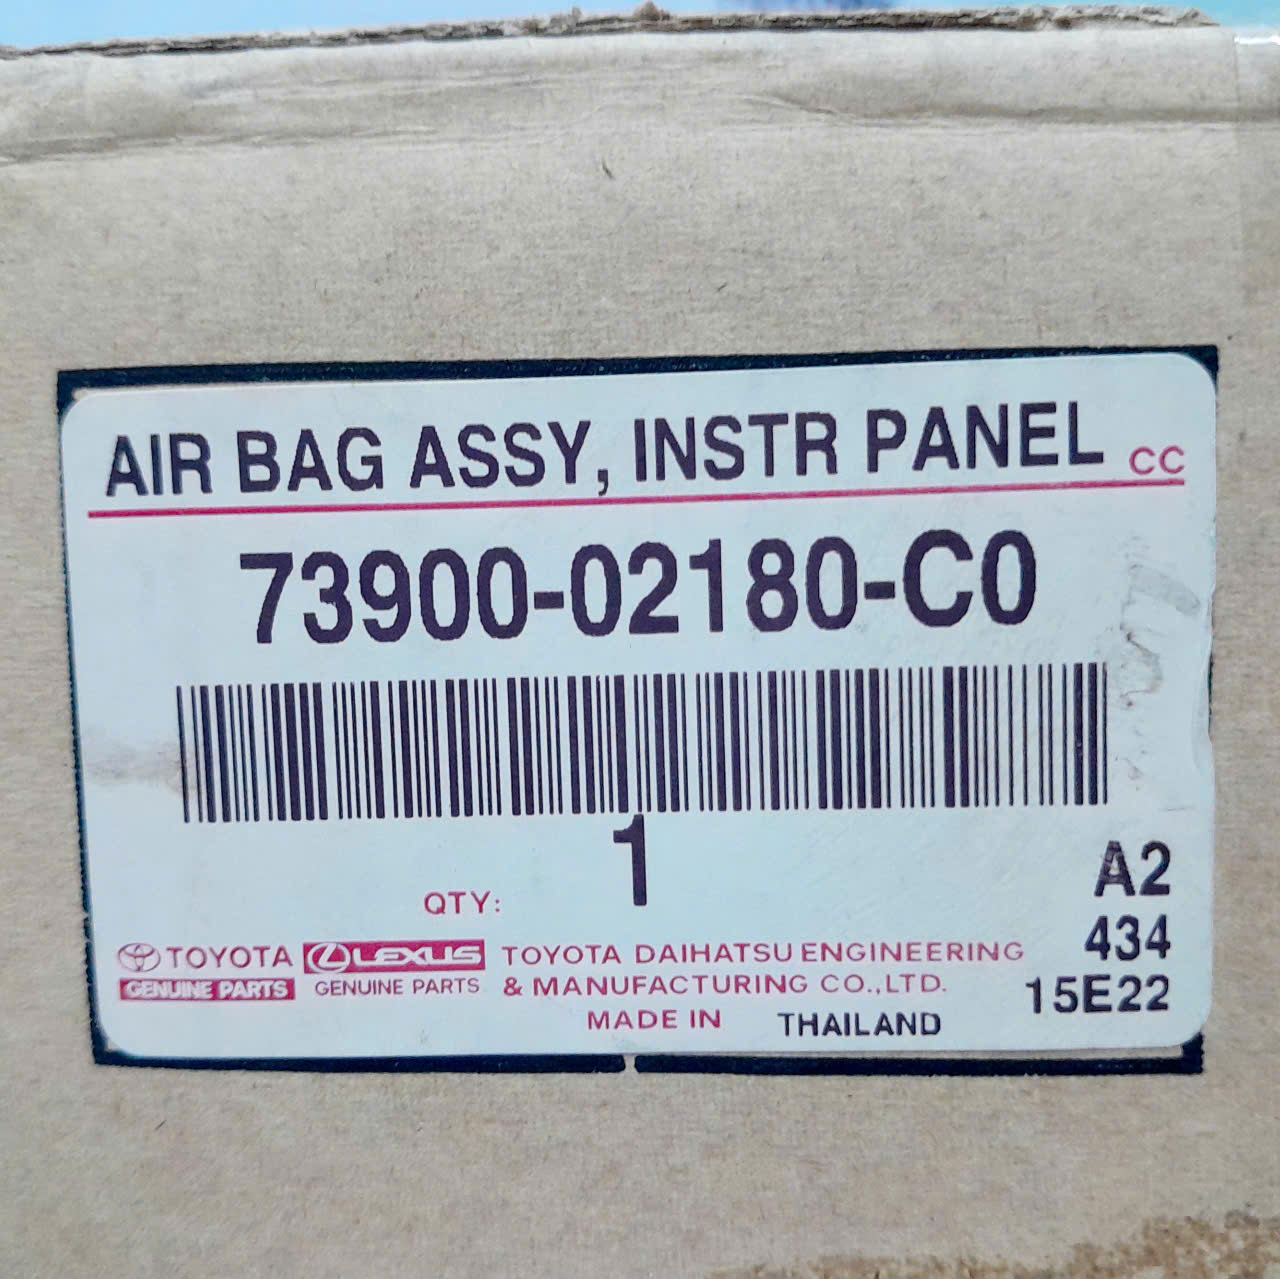 AIR BAG ASSY, INSTR PANEL CC
73900-02180-C0
1
QTY:
A2
434
15E22
TOYOTA
GENUINE PARTS
LEXUS
GENUINE PARTS
TOYOTA DAIHATSU ENGINEERING
& MANUFACTURING CO.,LTD.
MADE IN THAILAND